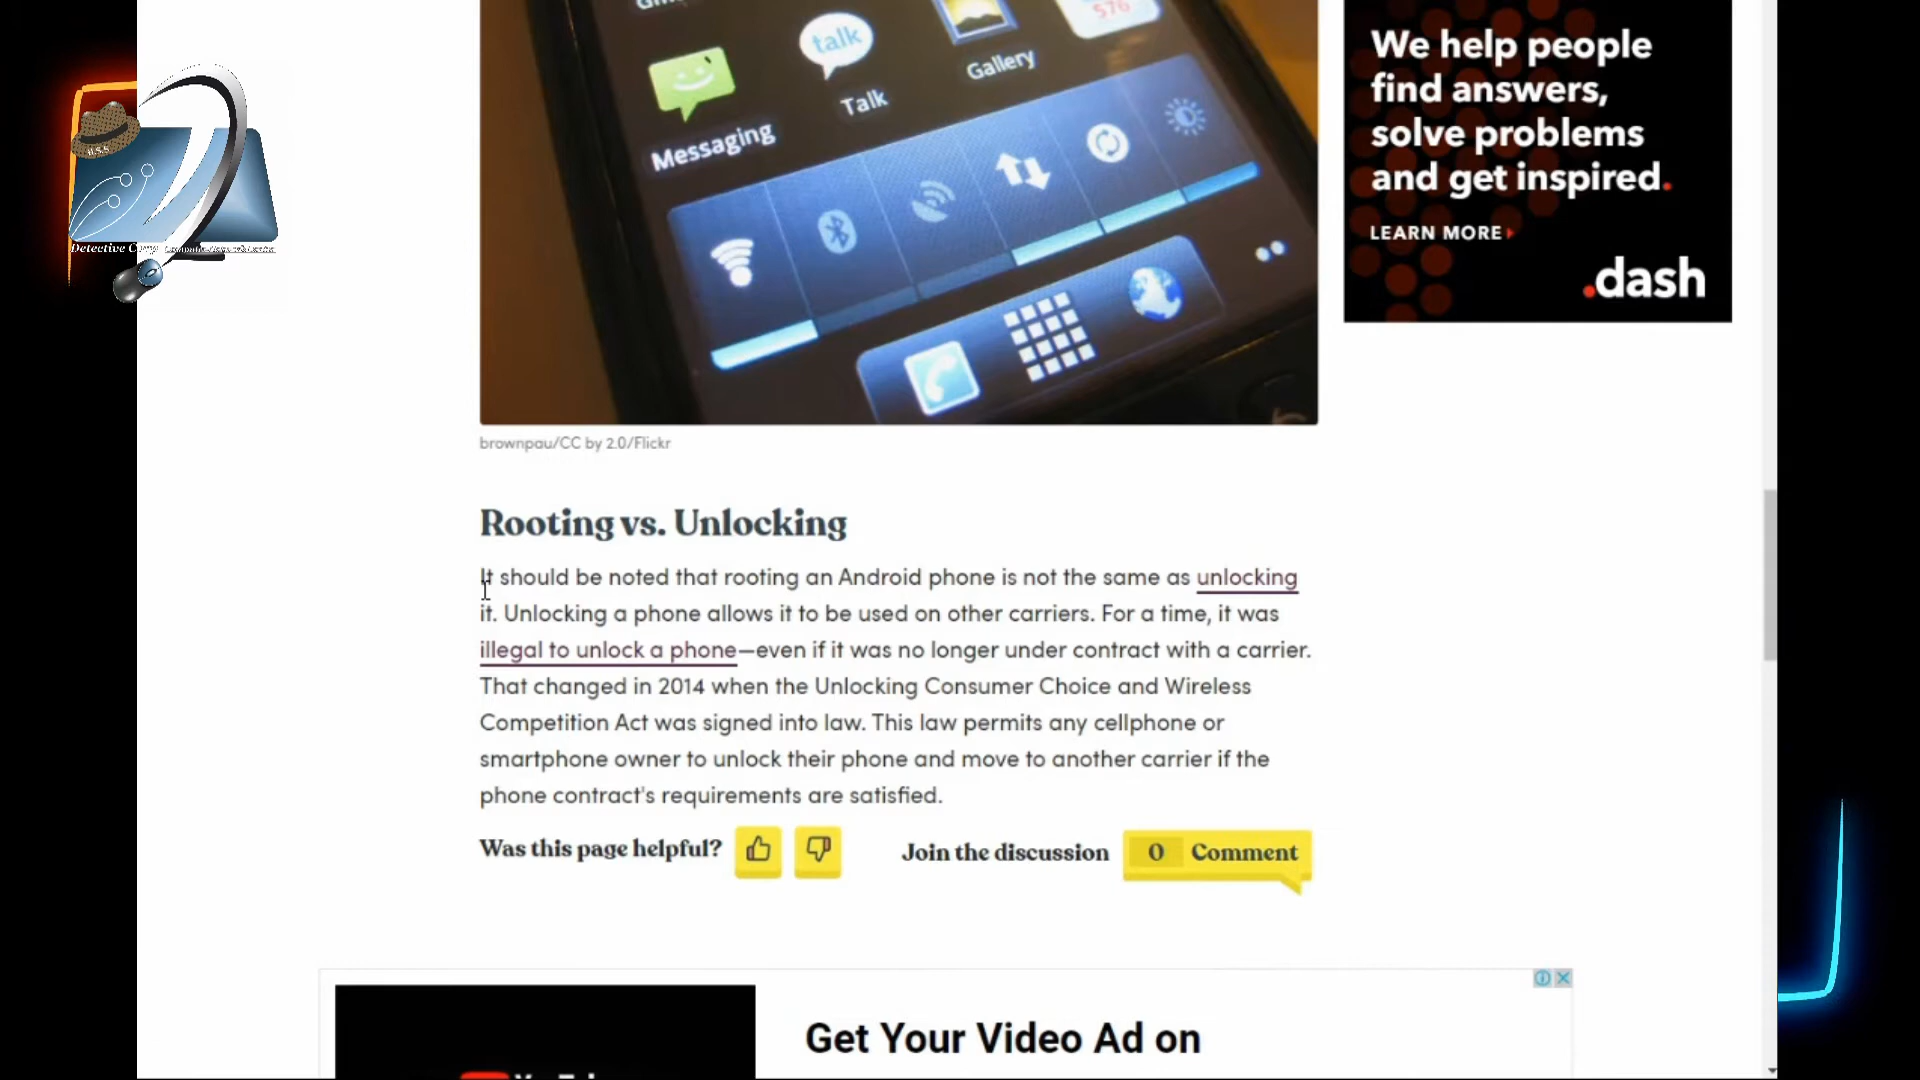 talk
576
Gallery
Talk
Messaging
We help people
find answers,
solve problems
and get inspired.
LEARN MORE
.dash
U.S.S
Detective
brownpau/CC by 2.0/Flickr
Rooting vs. Unlocking
It should be noted that rooting an Android phone is not the same as unlocking
it. Unlocking a phone allows it to be used on other carriers. For a time, it was
illegal to unlock a phone—even if it was no longer under contract with a carrier.
That changed in 2014 when the Unlocking Consumer Choice and Wireless
Competition Act was signed into law. This law permits any cellphone or
smartphone owner to unlock their phone and move to another carrier if the
phone contract's requirements are satisfied.
Was this page helpful?
Join the discussion
0 Comment
Get Your Video Ad on